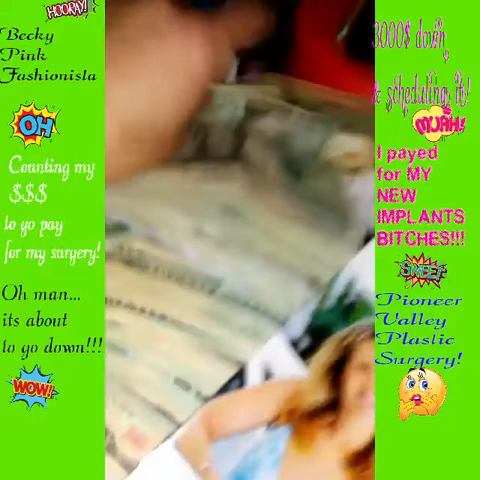 HOORAY!
Becky
Pink
Fashionista
OH
Counting my
$$$
to go pay
for my surgery!
Oh man...
its about
to go down!!!
WOW!
3000$ down,
& scheduling it!
MUAH!
I payed
for MY
NEW
IMPLANTS
BITCHES!!!
SWEET
Pioneer
Valley
Plastic
Surgery!